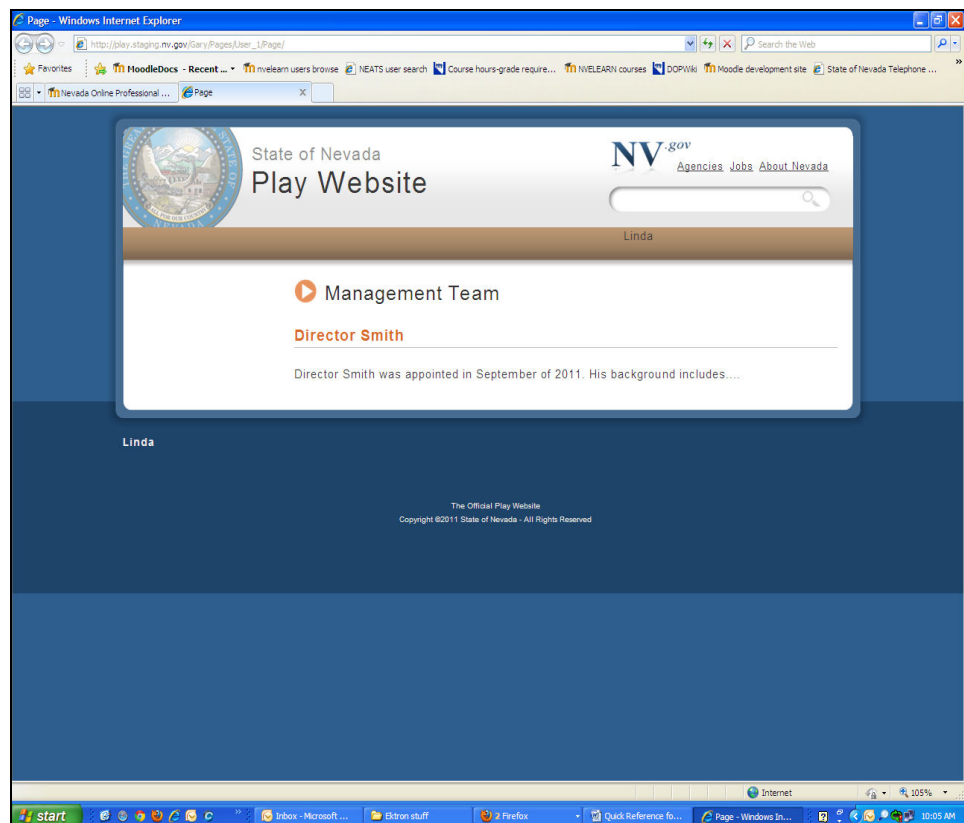 Page - Windows Internet Explorer
http://play.staging.nv.gov/Gary/Pages/User_1/Page/
Search the Web
Favorites MoodleDocs - Recent ... nvelearn users browse NEATS user search Course hours-grade require... NVELEARN courses DOPWiki Moodle development site State of Nevada Telephone ... »
Nevada Online Professional ... Page X
State of Nevada
Play Website
NV.gov
Agencies Jobs About Nevada
ALL FOR OUR COUNTRY
NEVADA
Linda
Management Team
Director Smith
Director Smith was appointed in September of 2011. His background includes....
Linda
The Official Play Website
Copyright ©2011 State of Nevada - All Rights Reserved
Internet 105%
start » Inbox - Microsoft ... Ektron stuff 2 Firefox Quick Reference fo... Page - Windows In... 10:05 AM